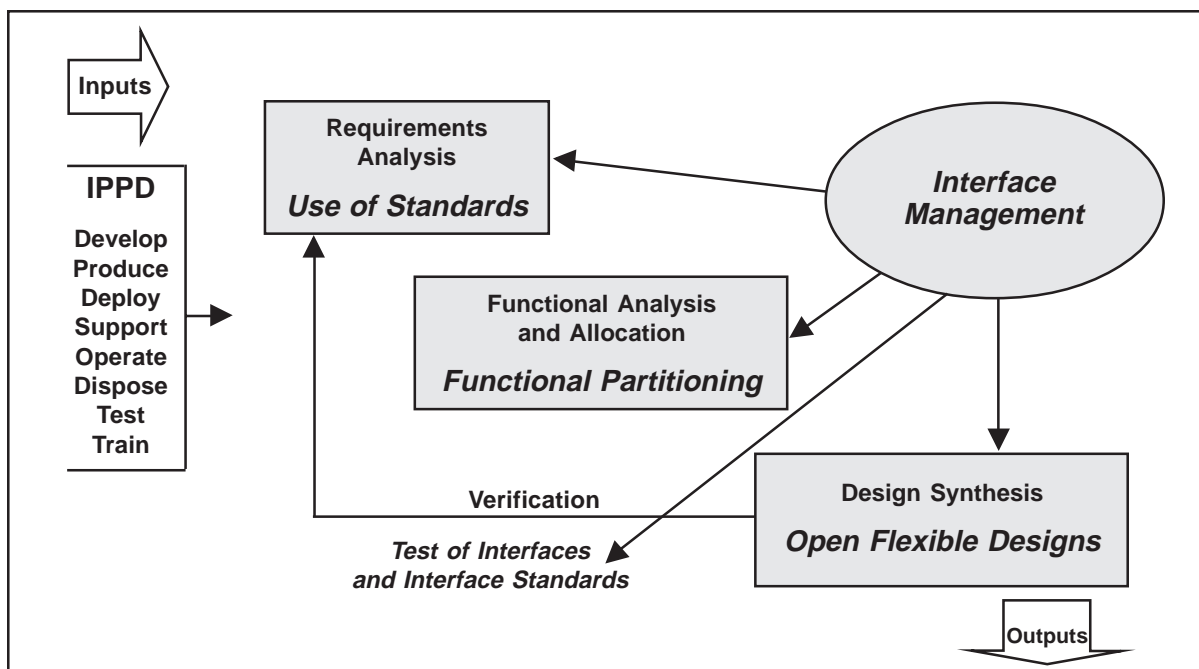 Inputs
IPPD
Develop
Produce
Deploy
Support
Operate
Dispose
Test
Train
Requirements
Analysis
Use of Standards
Interface
Management
Functional Analysis
and Allocation
Functional Partitioning
Design Synthesis
Open Flexible Designs
Verification
Test of Interfaces
and Interface Standards
Outputs